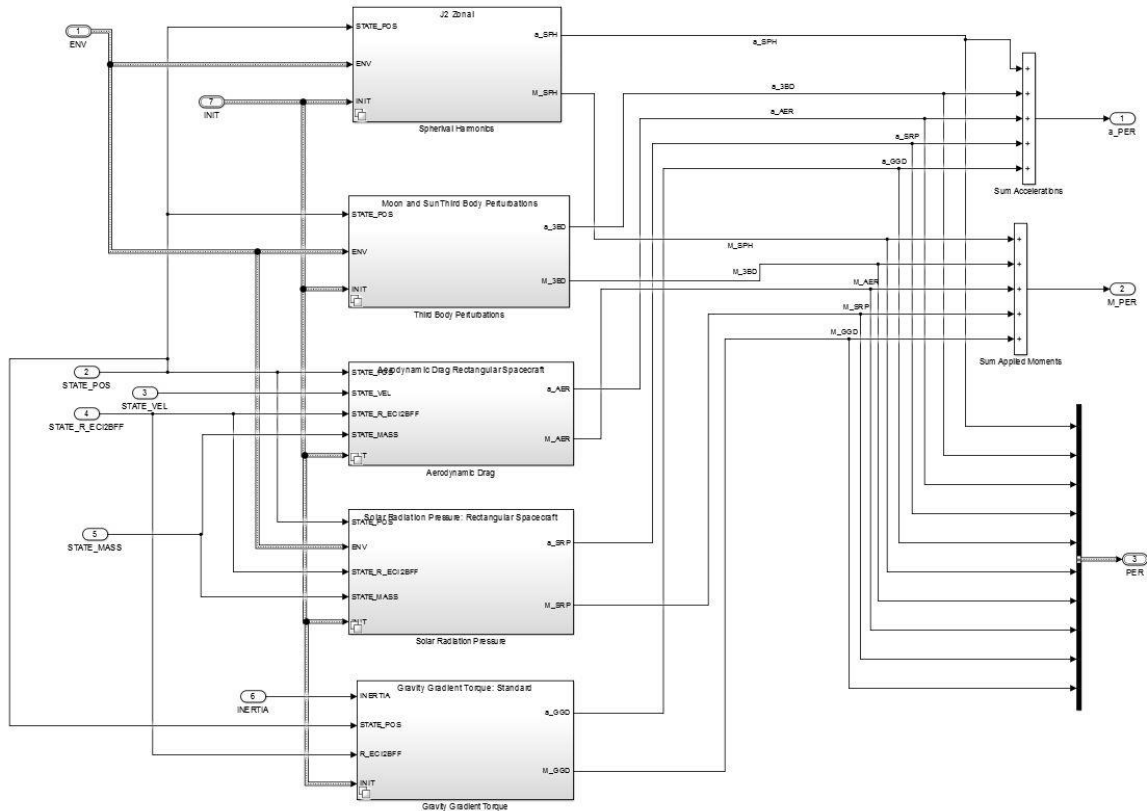 1
ENV
7
INIT
2
STATE_POS
3
STATE_VEL
4
STATE_R_ECI2BFF
5
STATE_MASS
6
INERTIA
J2 Zonal
STATE_POS
ENV
INIT
a_SPH
M_SPH
Spherival Harmonics
Moon and SunThird Body Perturbations
STATE_POS
ENV
INIT
a_3BD
M_3BD
Third Body Perturbations
Aerodynamic Drag Rectangular Spacecraft
STATE_POS
STATE_VEL
STATE_R_ECI2BFF
STATE_MASS
a_AER
M_AER
Aerodynamic Drag
Solar Radiation Pressure: Rectangular Spacecraft
STATE_POS
ENV
STATE_R_ECI2BFF
STATE_MASS
a_SRP
M_SRP
Solar Radiation Pressure
Gravity Gradient Torque: Standard
INERTIA
STATE_POS
R_ECI2BFF
INIT
a_GGD
M_GGD
Gravity Gradient Torque
a_SPH
a_3BD
a_AER
a_SRP
a_GGD
+
+
+
+
+
Sum Accelerations
1
a_PER
M_SPH
M_3BD
M_AER
M_SRP
M_GGD
+
+
+
+
+
Sum Applied Moments
2
M_PER
3
PER